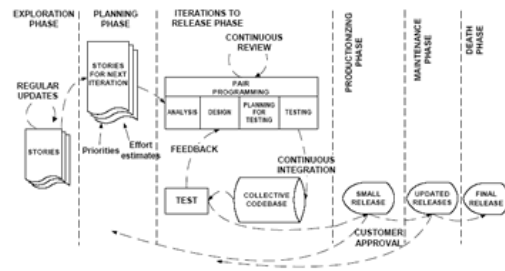 EXPLORATION
PHASE
PLANNING
PHASE
ITERATIONS TO
RELEASE PHASE
PRODUCTIONIZING
PHASE
MAINTENANCE
PHASE
DEATH
PHASE
CONTINUOUS
REVIEW
REGULAR
UPDATES
STORIES
STORIES
FOR NEXT
ITERATION
Priorities
Effort
estimates
PAIR
PROGRAMMING
ANALYSIS
DESIGN
PLANNING
FOR
TESTING
TESTING
FEEDBACK
CONTINUOUS
INTEGRATION
TEST
COLLECTIVE
CODEBASE
SMALL
RELEASE
UPDATED
RELEASES
FINAL
RELEASE
CUSTOMER
APPROVAL